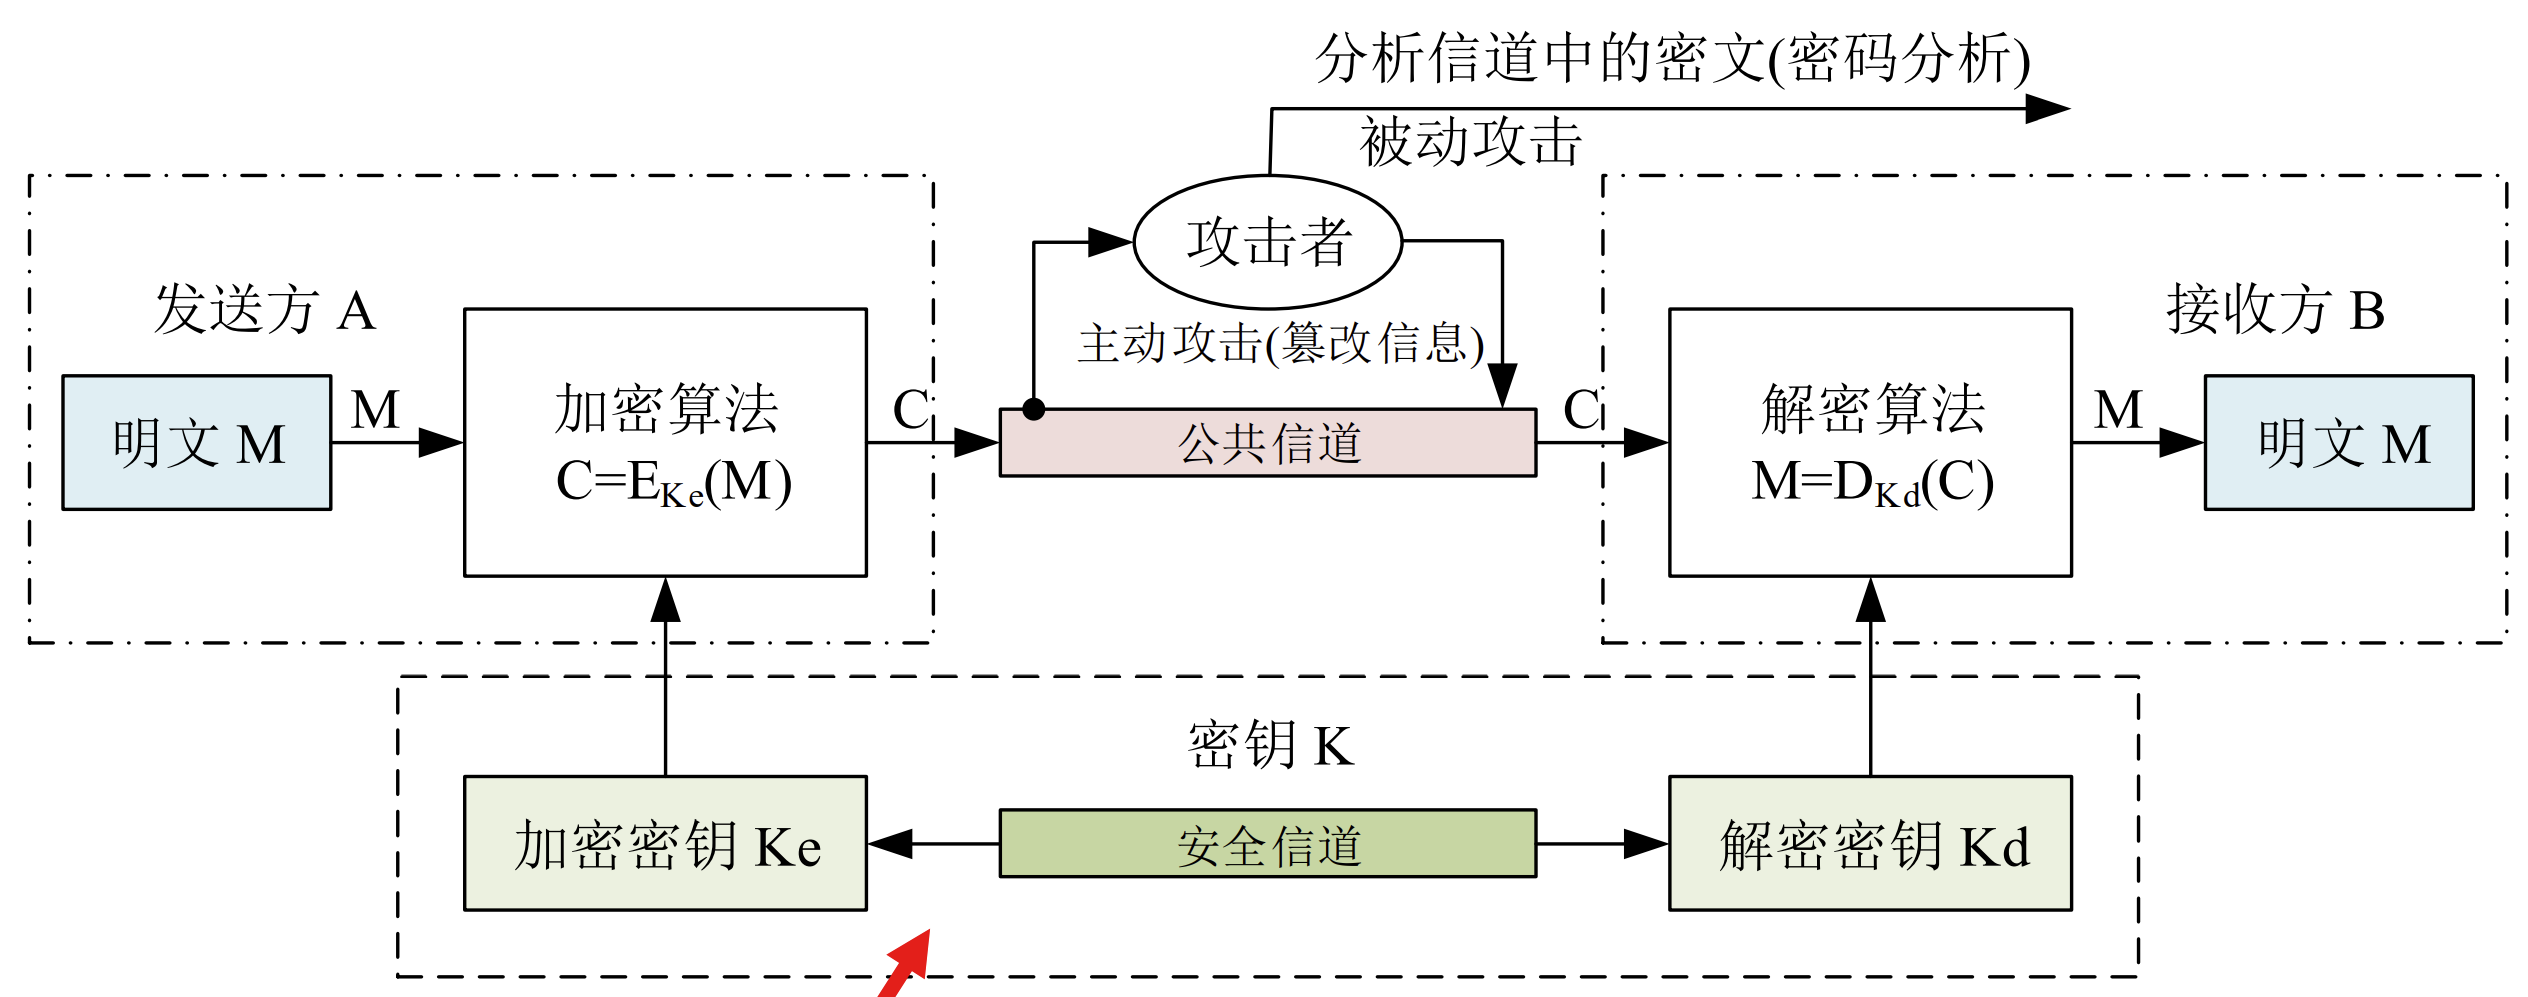 分析信道中的密文(密码分析)
被动攻击
攻击者
发送方 A
主动攻击(篡改信息)
接收方 B
明文 M
M
加密算法
C=EKe(M)
C
公共信道
C
解密算法
M=DKd(C)
M
明文 M
密钥 K
加密密钥 Ke
安全信道
解密密钥 Kd